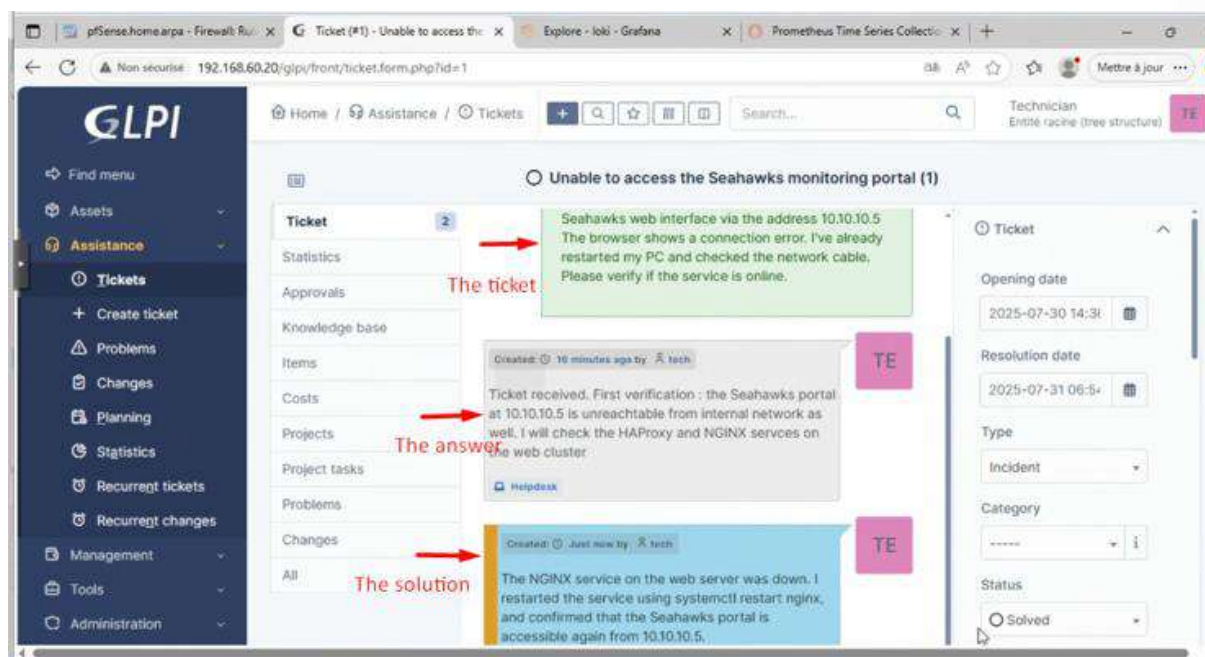 pfSense.home.arpa - Firewall: Ru
Ticket (#1) - Unable to access the
Explore - loki - Grafana
Prometheus Time Series Collectio
Non sécurisé
192.168.60.20/glpi/front/ticket.form.php?id=1
Mettre à jour
GLPI
Home / Assistance / Tickets
Search...
Technician
Entité racine (tree structure)
TE
Find menu
Assets
Assistance
Tickets
Create ticket
Problems
Changes
Planning
Statistics
Recurrent tickets
Recurrent changes
Management
Tools
Administration
Unable to access the Seahawks monitoring portal (1)
Ticket 2
Statistics
Approvals
Knowledge base
Items
Costs
Projects
Project tasks
Problems
Changes
All
Seahawks web interface via the address 10.10.10.5
The browser shows a connection error. I've already
restarted my PC and checked the network cable.
Please verify if the service is online.
The ticket
Created: 16 minutes ago by tech
TE
Ticket received. First verification : the Seahawks portal
at 10.10.10.5 is unreachtable from internal network as
well. I will check the HAProxy and NGINX servces on
the web cluster
The answer
Helpdesk
Created: Just now by tech
TE
The NGINX service on the web server was down. I
restarted the service using systemctl restart nginx,
and confirmed that the Seahawks portal is
accessible again from 10.10.10.5.
The solution
Ticket
Opening date
2025-07-30 14:3
Resolution date
2025-07-31 06:5
Type
Incident
Category
-----
i
Status
Solved